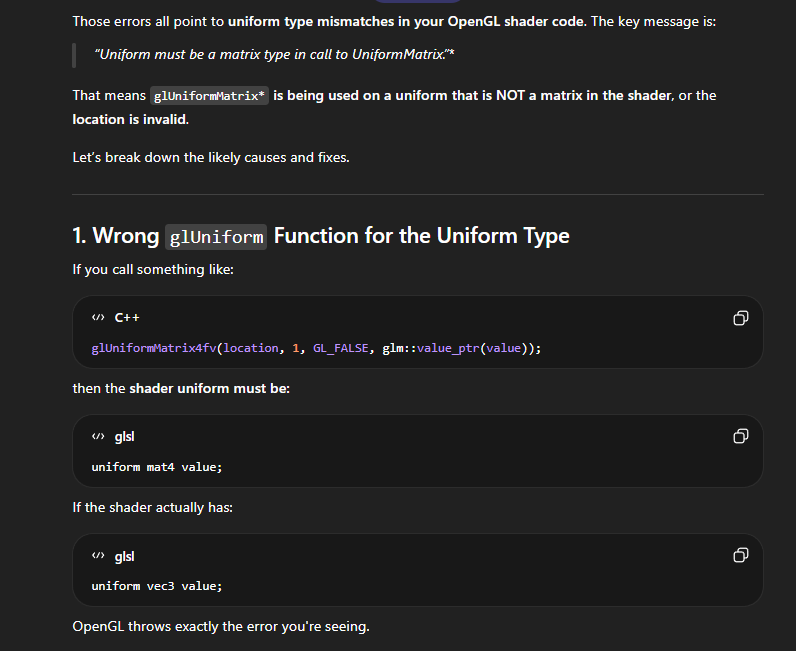 Those errors all point to uniform type mismatches in your OpenGL shader code. The key message is:
“Uniform must be a matrix type in call to UniformMatrix.”*
That means glUniformMatrix* is being used on a uniform that is NOT a matrix in the shader, or the
location is invalid.
Let’s break down the likely causes and fixes.
1. Wrong glUniform Function for the Uniform Type
If you call something like:
C++
glUniformMatrix4fv(location, 1, GL_FALSE, glm::value_ptr(value));
then the shader uniform must be:
glsl
uniform mat4 value;
If the shader actually has:
glsl
uniform vec3 value;
OpenGL throws exactly the error you're seeing.